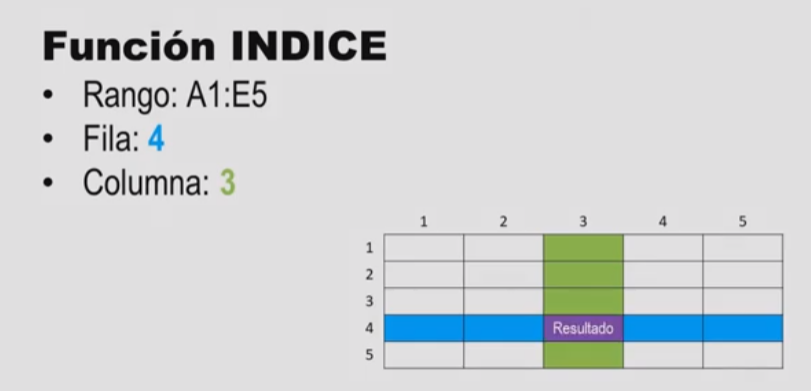 Función INDICE
• Rango: A1:E5
• Fila: 4
• Columna: 3
1 2 3 4 5
1
2
3
4 Resultado
5